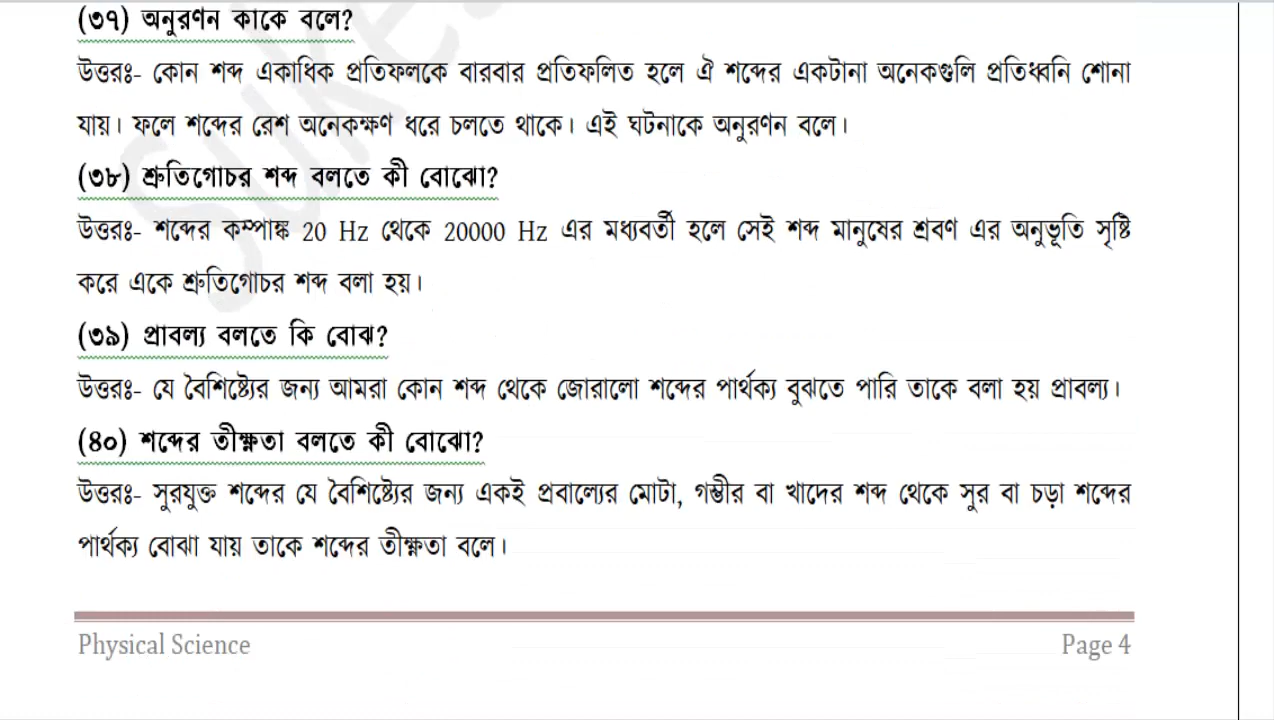 (৩৭) অনুরণন কাকে বলে?
উত্তরঃ- কোন শব্দ একাধিক প্রতিফলকে বারবার প্রতিফলিত হলে ঐ শব্দের একটানা অনেকগুলি প্রতিধ্বনি শোনা
যায়। ফলে শব্দের রেশ অনেকক্ষণ ধরে চলতে থাকে। এই ঘটনাকে অনুরণন বলে।
(৩৮) শ্রুতিগোচর শব্দ বলতে কী বোঝো?
উত্তরঃ- শব্দের কম্পাঙ্ক 20 Hz থেকে 20000 Hz এর মধ্যবর্তী হলে সেই শব্দ মানুষের শ্রবণ এর অনুভূতি সৃষ্টি
করে একে শ্রুতিগোচর শব্দ বলা হয়।
(৩৯) প্রাবল্য বলতে কি বোঝ?
উত্তরঃ- যে বৈশিষ্ট্যের জন্য আমরা কোন শব্দ থেকে জোরালো শব্দের পার্থক্য বুঝতে পারি তাকে বলা হয় প্রাবল্য।
(৪০) শব্দের তীক্ষ্ণতা বলতে কী বোঝো?
উত্তরঃ- সুরযুক্ত শব্দের যে বৈশিষ্ট্যের জন্য একই প্রবাল্যের মোটা, গম্ভীর বা খাদের শব্দ থেকে সুর বা চড়া শব্দের
পার্থক্য বোঝা যায় তাকে শব্দের তীক্ষ্ণতা বলে।
Physical Science
Page 4